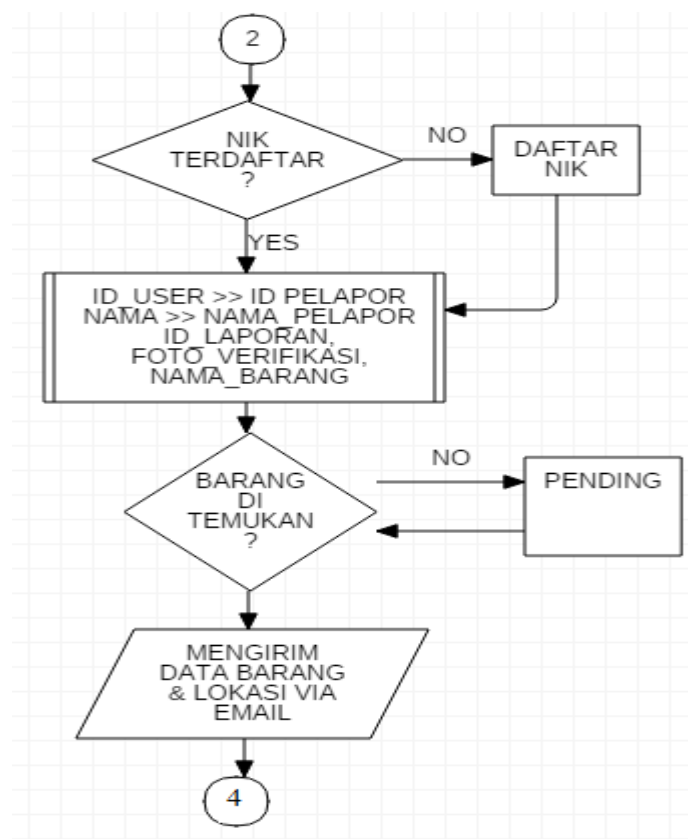 2
NIK
TERDAFTAR
?
NO
DAFTAR
NIK
YES
ID_USER >> ID PELAPOR
NAMA >> NAMA_PELAPOR
ID_LAPORAN,
FOTO_VERIFIKASI,
NAMA_BARANG
BARANG
DI
TEMUKAN
?
NO
PENDING
MENGIRIM
DATA BARANG
& LOKASI VIA
EMAIL
4